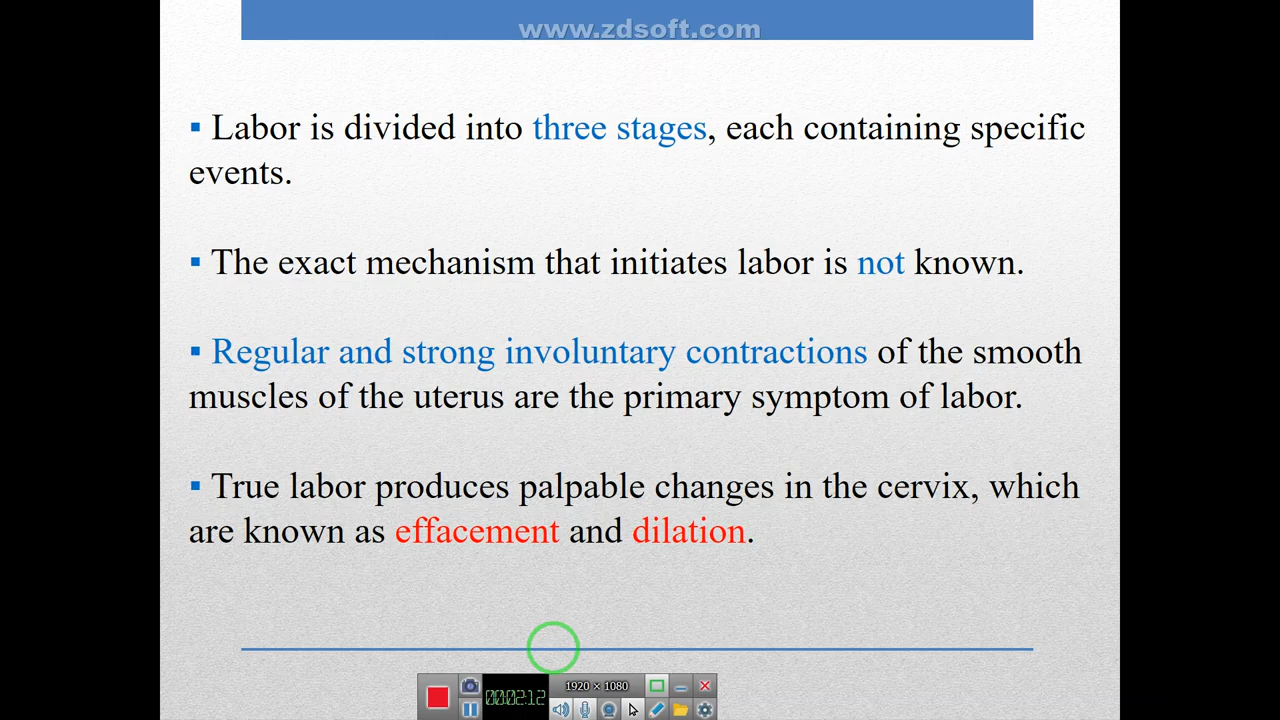 www.zdsoft.com
▪ Labor is divided into three stages, each containing specific
events.
▪ The exact mechanism that initiates labor is not known.
▪ Regular and strong involuntary contractions of the smooth
muscles of the uterus are the primary symptom of labor.
▪ True labor produces palpable changes in the cervix, which
are known as effacement and dilation.
00:02:12
1920 × 1080